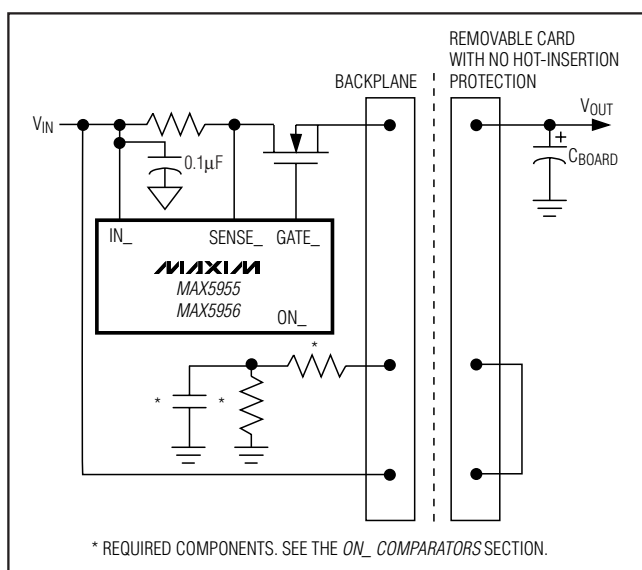 REMOVABLE CARD
WITH NO HOT-INSERTION
PROTECTION
BACKPLANE
VIN
VOUT
+
CBOARD
0.1μF
IN_
SENSE_
GATE_
MAXIM
MAX5955
MAX5956
ON_
*
*
*
* REQUIRED COMPONENTS. SEE THE ON_ COMPARATORS SECTION.